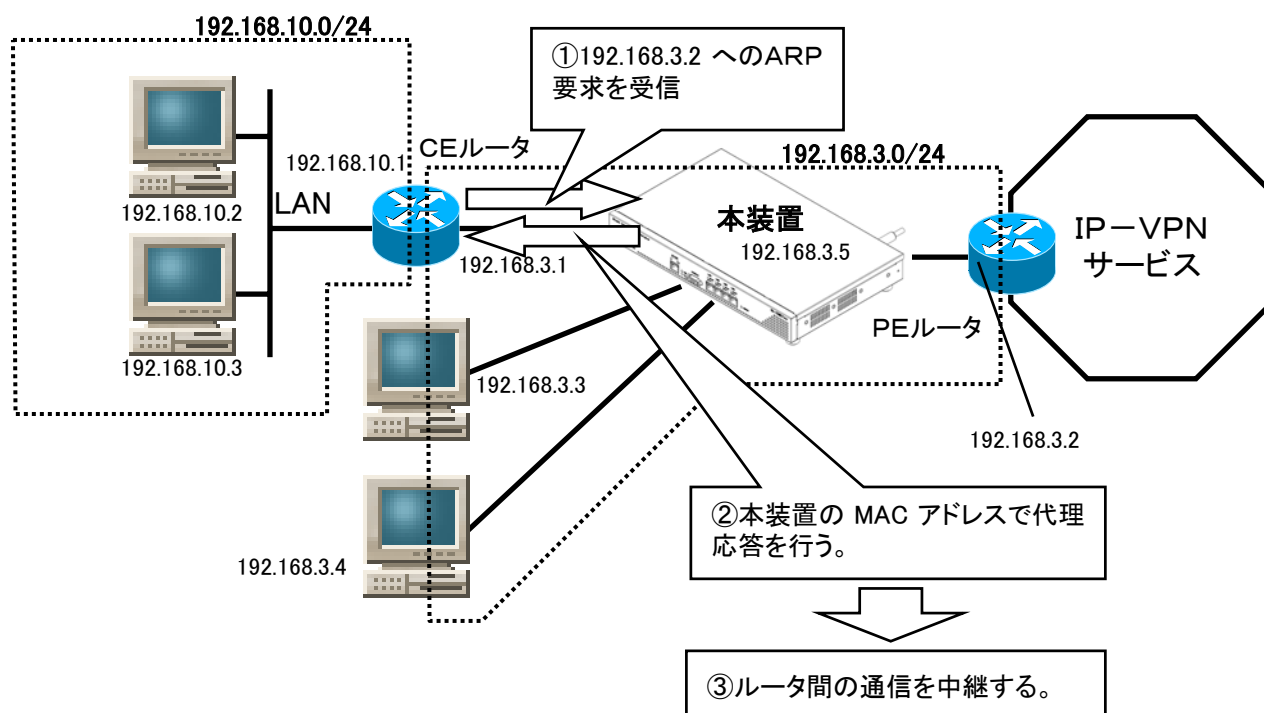 192.168.10.0/24
①192.168.3.2 へのARP
要求を受信
CEルータ
192.168.10.1
192.168.3.0/24
192.168.10.2
LAN
本装置
192.168.3.5
IP－VPN
サービス
192.168.3.1
PEルータ
192.168.10.3
192.168.3.3
192.168.3.2
②本装置の MAC アドレスで代理
応答を行う。
192.168.3.4
③ルータ間の通信を中継する。